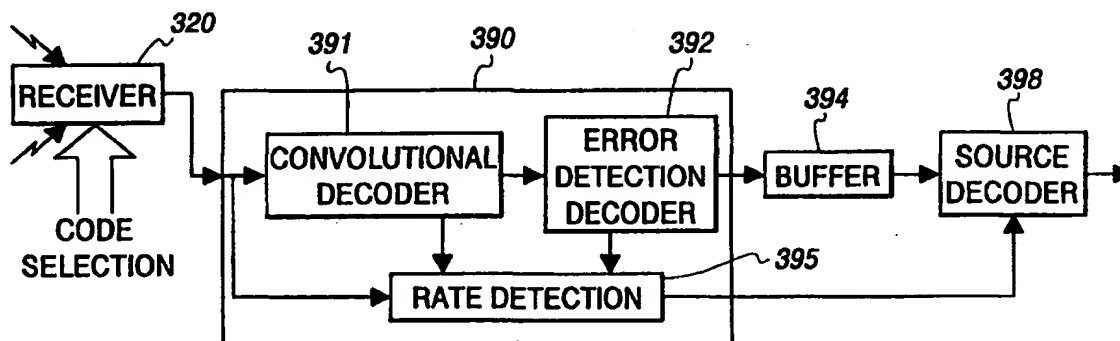 320
RECEIVER
CODE
SELECTION
391
390
392
CONVOLUTIONAL
DECODER
ERROR
DETECTION
DECODER
394
BUFFER
398
SOURCE
DECODER
395
RATE DETECTION